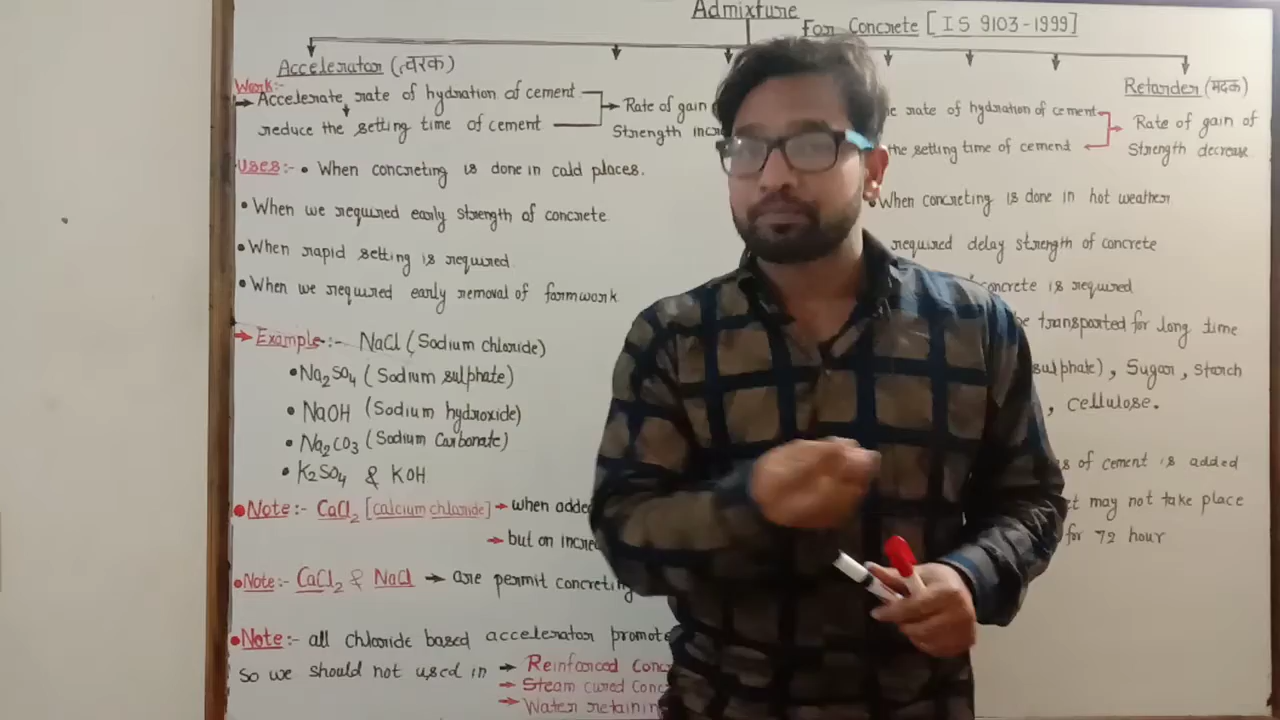 Admixture
For Concrete [IS 9103-1999]
Accelerator (त्वरक)
Work:-
Accelerate rate of hydration of cement
reduce the setting time of cement
Rate of gain
Strength
Uses:- • When concreting is done in cold places.
• When we required early strength of concrete
• When rapid setting is required
• When we required early removal of formwork
→ Example:- NaCl (Sodium chloride)
• Na₂SO₄ (Sodium sulphate)
• NaOH (Sodium hydroxide)
• Na₂CO₃ (Sodium Carbonate)
• K₂SO₄ & KOH
• Note:- CaCl₂ [calcium chloride] → when
→ but on
• Note:- CaCl₂ & NaCl → are permit concreting
• Note:- all chloride based accelerator
So we should not used in → Reinforced
→ Steam cured
→ Water
Retarder (मंदक)
rate of hydration of cement
the setting time of cement
Rate of gain of
Strength decrease
When concreting is done in hot weather
required delay strength of concrete
concrete is required
be transported for long time
sulphate), Sugar, starch
, cellulose.
of cement is added
may not take place
for 72 hour